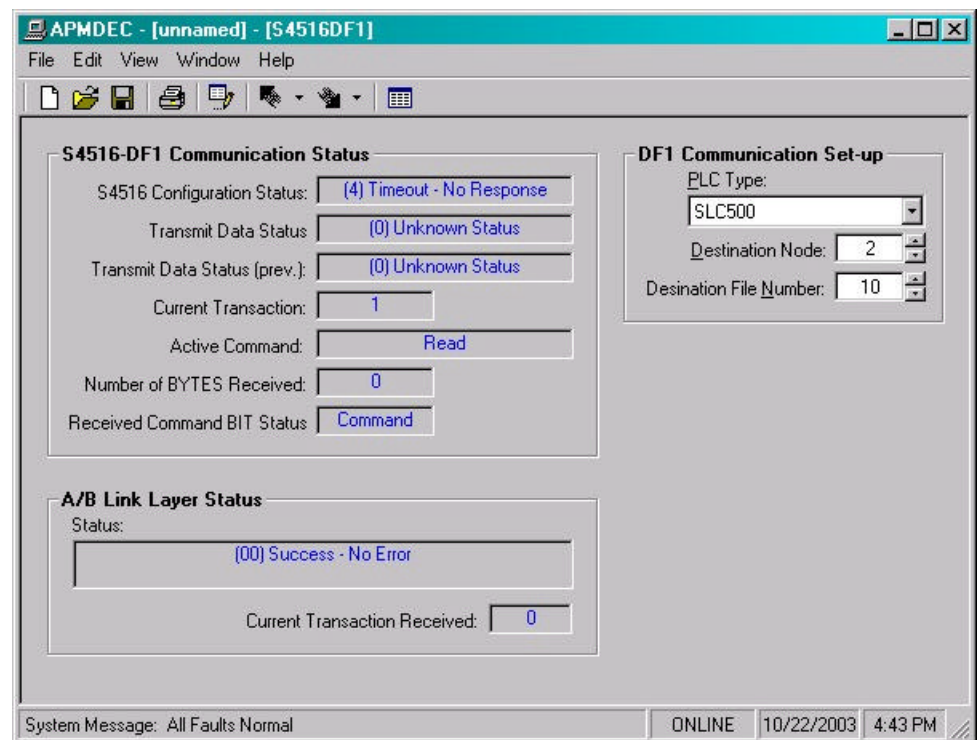 APMDEC - [unnamed] - [S4516DF1]
File Edit View Window Help
S4516-DF1 Communication Status
S4516 Configuration Status: (4) Timeout - No Response
Transmit Data Status (0) Unknown Status
Transmit Data Status (prev.): (0) Unknown Status
Current Transaction: 1
Active Command: Read
Number of BYTES Received: 0
Received Command BIT Status Command
DF1 Communication Set-up
PLC Type:
SLC500
Destination Node: 2
Desination File Number: 10
A/B Link Layer Status
Status:
(00) Success - No Error
Current Transaction Received: 0
System Message: All Faults Normal ONLINE 10/22/2003 4:43 PM